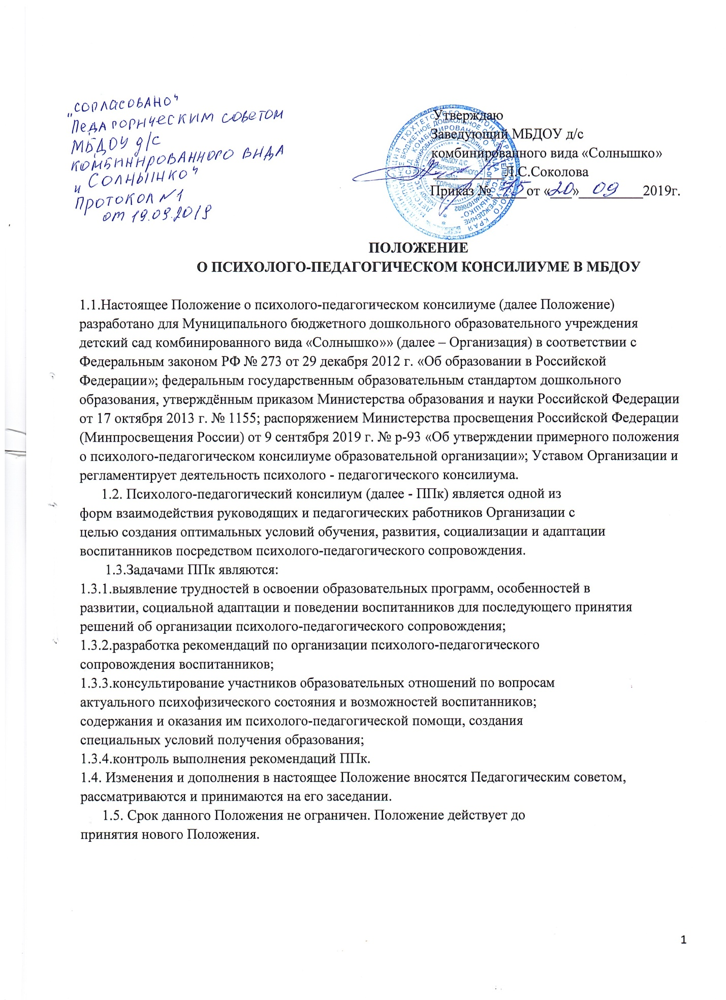 „СОГЛАСОВАНО"
Педагогическим советом
МБДОУ д/с
комбинированного вида
„Солнышко"
Протокол №1
от 19.09.2019
Утверждаю
Заведующий МБДОУ д/с
комбинированного вида «Солнышко»
__________Л.С.Соколова
Приказ №_75_от «20»___09___2019г.
МБДОУ Д/С
КОМБИНИРОВАННОГО
ВИДА
"СОЛНЫШКО"
ПОЛОЖЕНИЕ
О ПСИХОЛОГО-ПЕДАГОГИЧЕСКОМ КОНСИЛИУМЕ В МБДОУ
1.1.Настоящее Положение о психолого-педагогическом консилиуме (далее Положение)
разработано для Муниципального бюджетного дошкольного образовательного учреждения
детский сад комбинированного вида «Солнышко»» (далее – Организация) в соответствии с
Федеральным законом РФ № 273 от 29 декабря 2012 г. «Об образовании в Российской
Федерации»; федеральным государственным образовательным стандартом дошкольного
образования, утверждённым приказом Министерства образования и науки Российской Федерации
от 17 октября 2013 г. № 1155; распоряжением Министерства просвещения Российской Федерации
(Минпросвещения России) от 9 сентября 2019 г. № р-93 «Об утверждении примерного положения
о психолого-педагогическом консилиуме образовательной организации»; Уставом Организации и
регламентирует деятельность психолого - педагогического консилиума.
1.2. Психолого-педагогический консилиум (далее - ППк) является одной из
форм взаимодействия руководящих и педагогических работников Организации с
целью создания оптимальных условий обучения, развития, социализации и адаптации
воспитанников посредством психолого-педагогического сопровождения.
1.3.Задачами ППк являются:
1.3.1.выявление трудностей в освоении образовательных программ, особенностей в
развитии, социальной адаптации и поведении воспитанников для последующего принятия
решений об организации психолого-педагогического сопровождения;
1.3.2.разработка рекомендаций по организации психолого-педагогического
сопровождения воспитанников;
1.3.3.консультирование участников образовательных отношений по вопросам
актуального психофизического состояния и возможностей воспитанников;
содержания и оказания им психолого-педагогической помощи, создания
специальных условий получения образования;
1.3.4.контроль выполнения рекомендаций ППк.
1.4. Изменения и дополнения в настоящее Положение вносятся Педагогическим советом,
рассматриваются и принимаются на его заседании.
1.5. Срок данного Положения не ограничен. Положение действует до
принятия нового Положения.
1